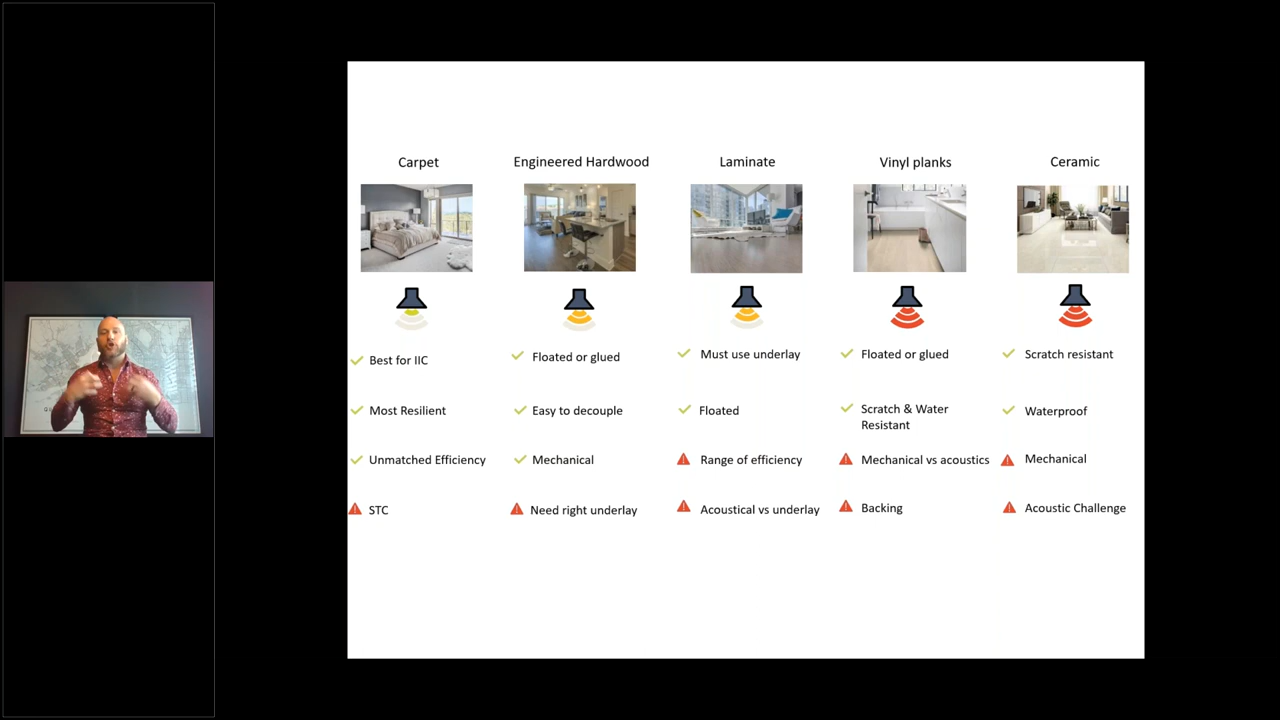 Carpet
Engineered Hardwood
Laminate
Vinyl planks
Ceramic
Best for IIC
Floated or glued
Must use underlay
Floated or glued
Scratch resistant
Most Resilient
Easy to decouple
Floated
Scratch & Water
Resistant
Waterproof
Unmatched Efficiency
Mechanical
Range of efficiency
Mechanical vs acoustics
Mechanical
STC
Need right underlay
Acoustical vs underlay
Backing
Acoustic Challenge